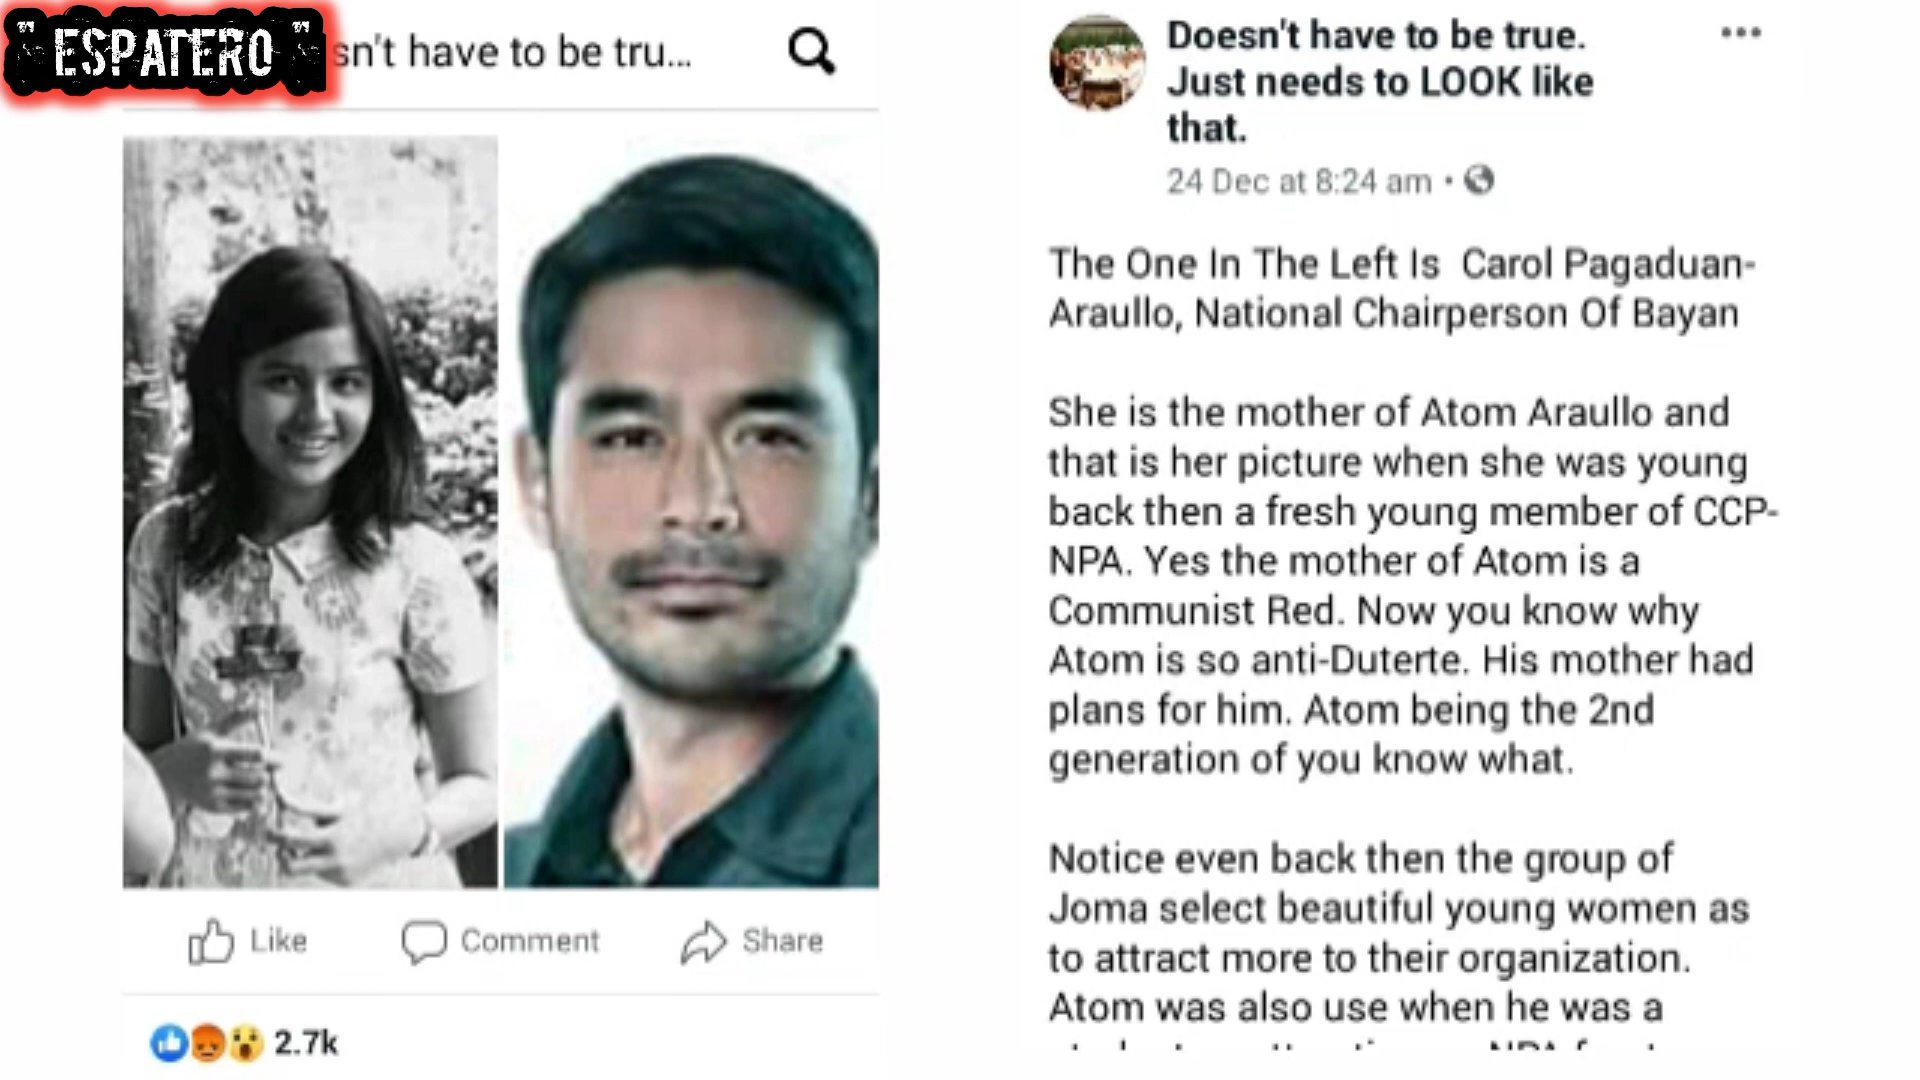 " ESPATERO "
sn't have to be tru...
Like
Comment
Share
2.7k
Doesn't have to be true.
Just needs to LOOK like
that.
24 Dec at 8:24 am •
The One In The Left Is Carol Pagaduan-
Araullo, National Chairperson Of Bayan
She is the mother of Atom Araullo and
that is her picture when she was young
back then a fresh young member of CCP-
NPA. Yes the mother of Atom is a
Communist Red. Now you know why
Atom is so anti-Duterte. His mother had
plans for him. Atom being the 2nd
generation of you know what.
Notice even back then the group of
Joma select beautiful young women as
to attract more to their organization.
Atom was also use when he was a